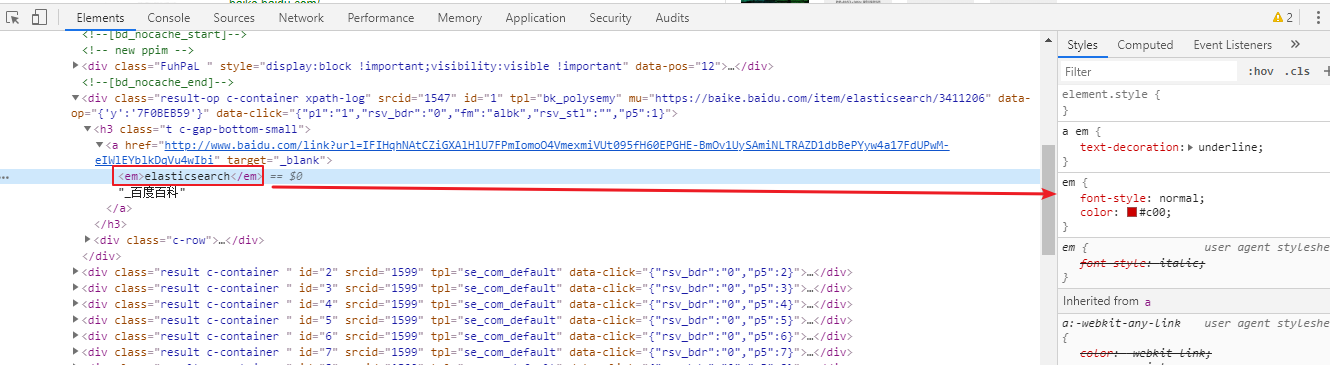 Elements Console Sources Network Performance Memory Application Security Audits 2
<!--[bd_nocache_start]-->
<!-- new ppim -->
<div class="FuhPaL " style="display:block !important;visibility:visible !important" data-pos="12">…</div>
<!--[bd_nocache_end]-->
<div class="result-op c-container xpath-log" srcid="1547" id="1" tpl="bk_polysemy" mu="https://baike.baidu.com/item/elasticsearch/3411206" data-
op="{'y':'7F0BEB59'}" data-click="{"p1":"1","rsv_bdr":"0","fm":"albk","rsv_stl":"","p5":1}">
<h3 class="t c-gap-bottom-small">
<a href="http://www.baidu.com/link?url=IFIHqhNAtCZiGXAlHlU7FPmIomoO4VmexmiVUt095fH60EPGHE-BmOv1UySAmiNLTRAZD1dbBePYyw4a17FdUPwM-
eIWlEYblkDqVu4wIbi" target="_blank">
… <em>elasticsearch</em> == $0
"_百度百科"
</a>
</h3>
<div class="c-row">…</div>
</div>
<div class="result c-container " id="2" srcid="1599" tpl="se_com_default" data-click="{"rsv_bdr":"0","p5":2}">…</div>
<div class="result c-container " id="3" srcid="1599" tpl="se_com_default" data-click="{"rsv_bdr":"0","p5":3}">…</div>
<div class="result c-container " id="4" srcid="1599" tpl="se_com_default" data-click="{"rsv_bdr":"0","p5":4}">…</div>
<div class="result c-container " id="5" srcid="1599" tpl="se_com_default" data-click="{"rsv_bdr":"0","p5":5}">…</div>
<div class="result c-container " id="6" srcid="1599" tpl="se_com_default" data-click="{"rsv_bdr":"0","p5":6}">…</div>
<div class="result c-container " id="7" srcid="1599" tpl="se_com_default" data-click="{"rsv_bdr":"0","p5":7}">…</div>
Styles Computed Event Listeners »
Filter :hov .cls +
element.style {
}
a em {
text-decoration: underline;
}
em {
font-style: normal;
color: #c00;
}
em { user agent styleshe
font-style: italic;
}
Inherited from a
a:-webkit-any-link user agent styleshe
{
color: -webkit-link;